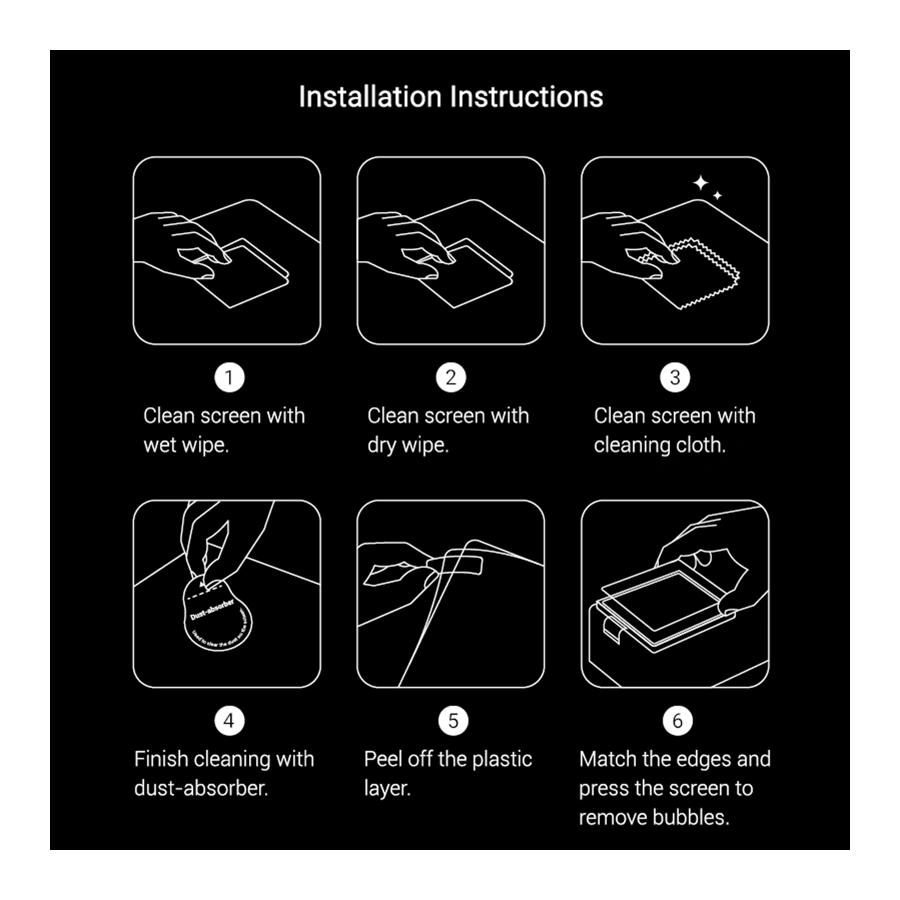 Installation Instructions
1
2
3
Clean screen with
wet wipe.
Clean screen with
dry wipe.
Clean screen with
cleaning cloth.
Dust-absorber
Used to clear the dust on the screen
4
5
6
Finish cleaning with
dust-absorber.
Peel off the plastic
layer.
Match the edges and
press the screen to
remove bubbles.